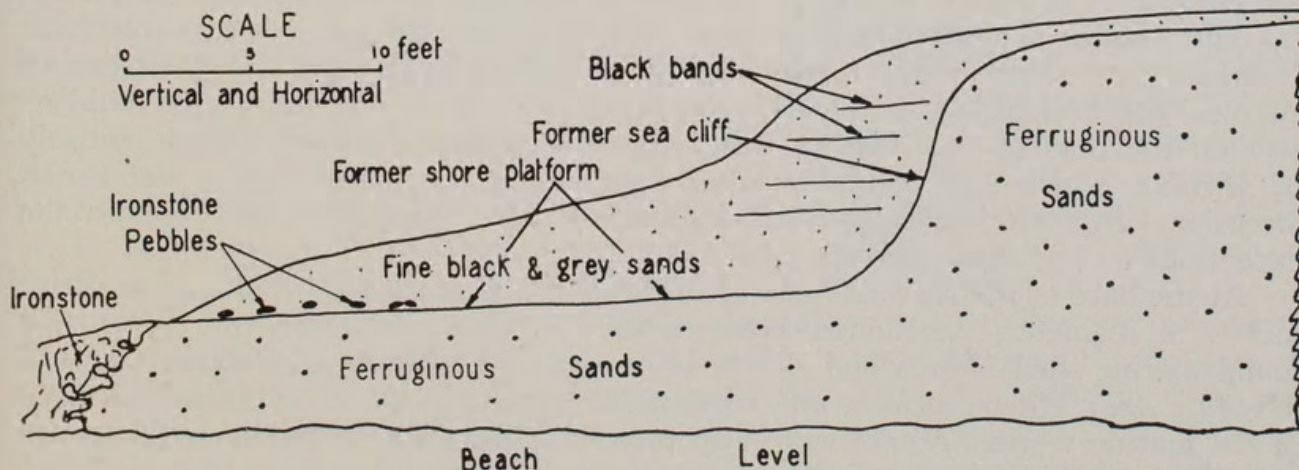 SCALE
0 5 10 feet
Vertical and Horizontal
Black bands
Former sea cliff
Ferruginous
Sands
Former shore platform
Ironstone
Pebbles
Fine black & grey sands
Ironstone
Ferruginous Sands
Beach Level